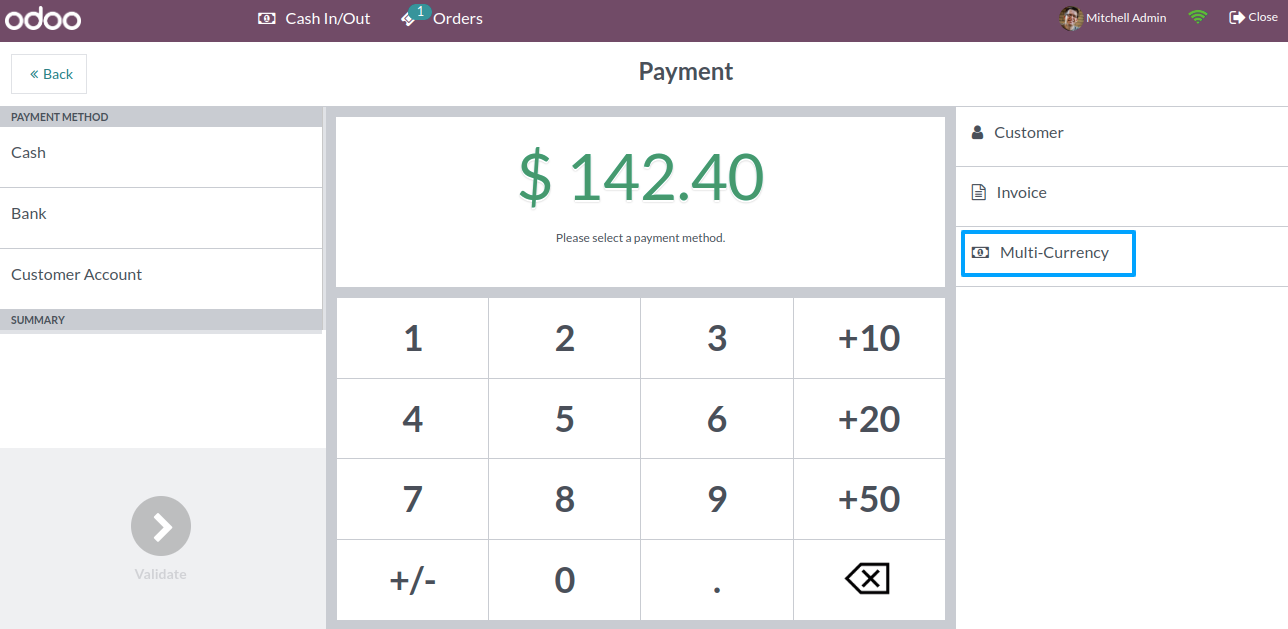 odoo
Cash In/Out
1
Orders
Mitchell Admin
Close
« Back
Payment
PAYMENT METHOD
Cash
Bank
Customer Account
SUMMARY
Validate
$ 142.40
Please select a payment method.
1 2 3 +10
4 5 6 +20
7 8 9 +50
+/- 0 .
Customer
Invoice
Multi-Currency